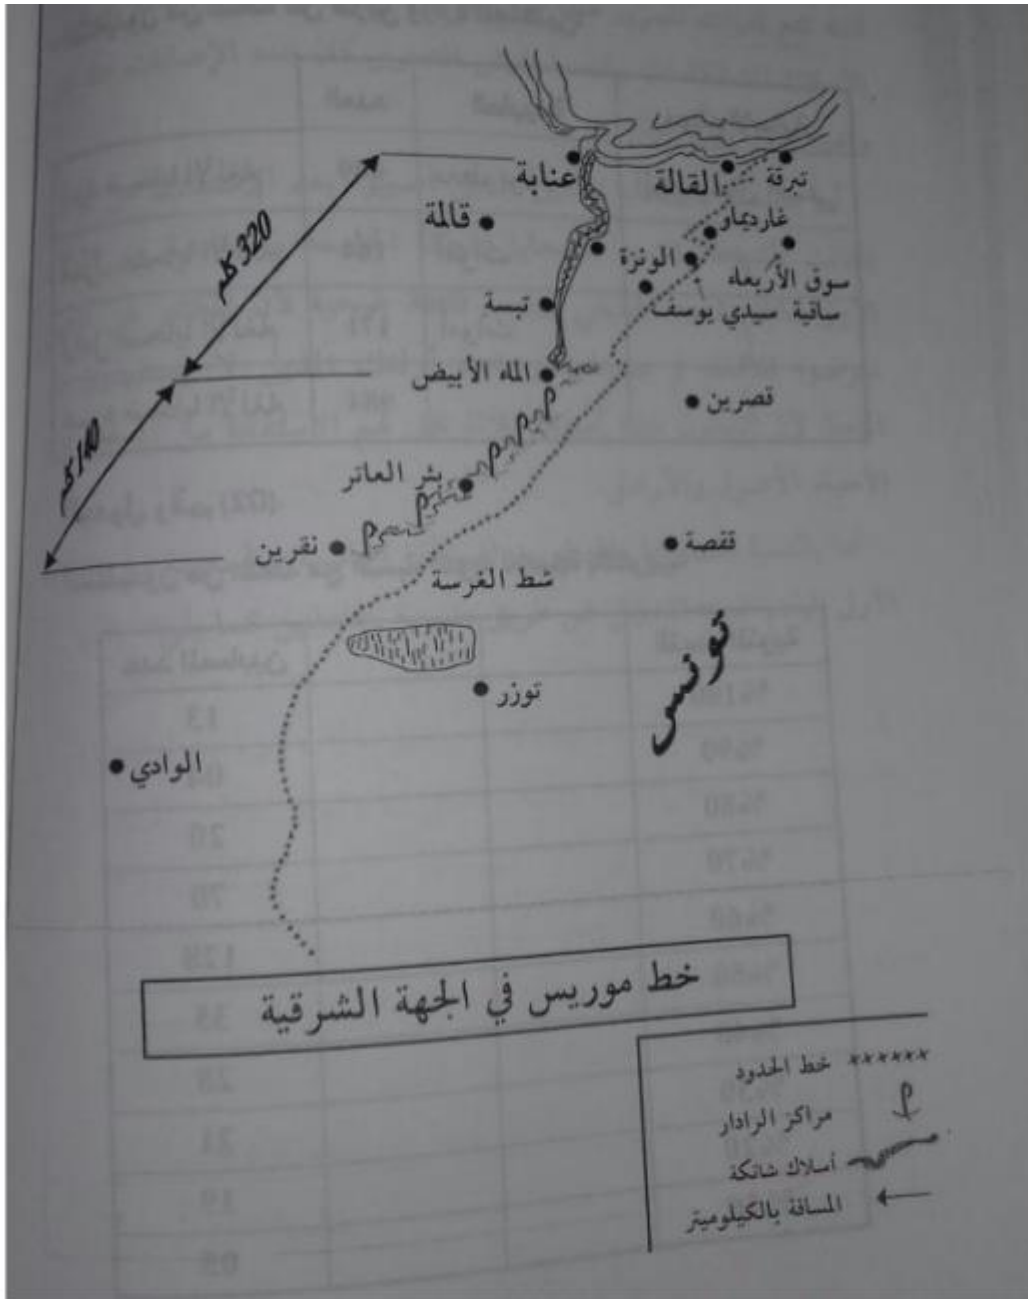 عنابة
القالة
تبرقة
قالمة
غارديماو
الونزة
سوق الأربعاء
ساقية سيدي يوسف
320 كلم
تبسة
الماء الأبيض
قصرين
140 كلم
بئر العاتر
نقرين
قفصة
شط الغرسة
تونس
توزر
الوادي
خط موريس في الجهة الشرقية
خط الحدود
مراكز الرادار
أسلاك شائكة
المسافة بالكيلوميتر